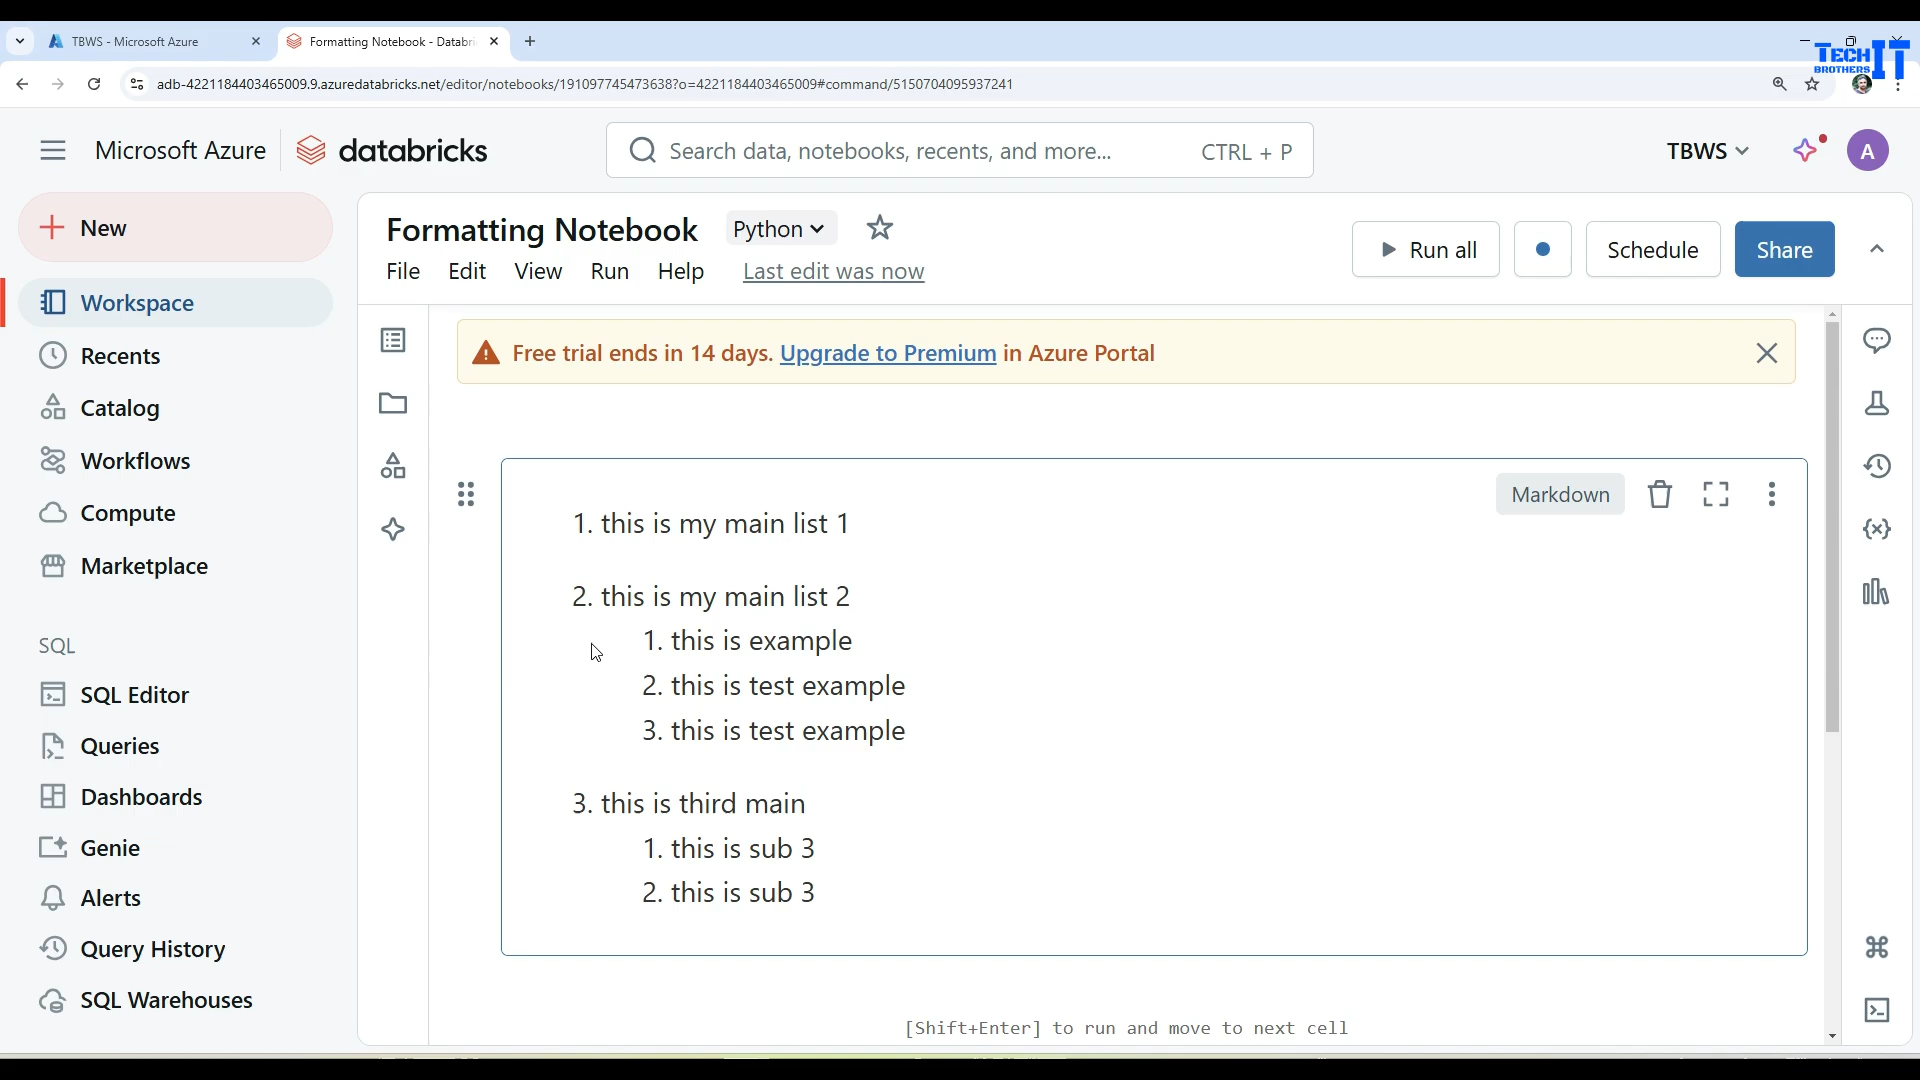 TBWS - Microsoft Azure
Formatting Notebook - Databri
TECH IT
BROTHERS
adb-4221184403465009.9.azuredatabricks.net/editor/notebooks/191097745473638?o=4221184403465009#command/5150704095937241
Microsoft Azure
databricks
Search data, notebooks, recents, and more...
CTRL + P
TBWS
A
New
Workspace
Recents
Catalog
Workflows
Compute
Marketplace
SQL
SQL Editor
Queries
Dashboards
Genie
Alerts
Query History
SQL Warehouses
Formatting Notebook
Python
File Edit View Run Help Last edit was now
Run all
Schedule
Share
Free trial ends in 14 days. Upgrade to Premium in Azure Portal
Markdown
1. this is my main list 1
2. this is my main list 2
1. this is example
2. this is test example
3. this is test example
3. this is third main
1. this is sub 3
2. this is sub 3
[Shift+Enter] to run and move to next cell